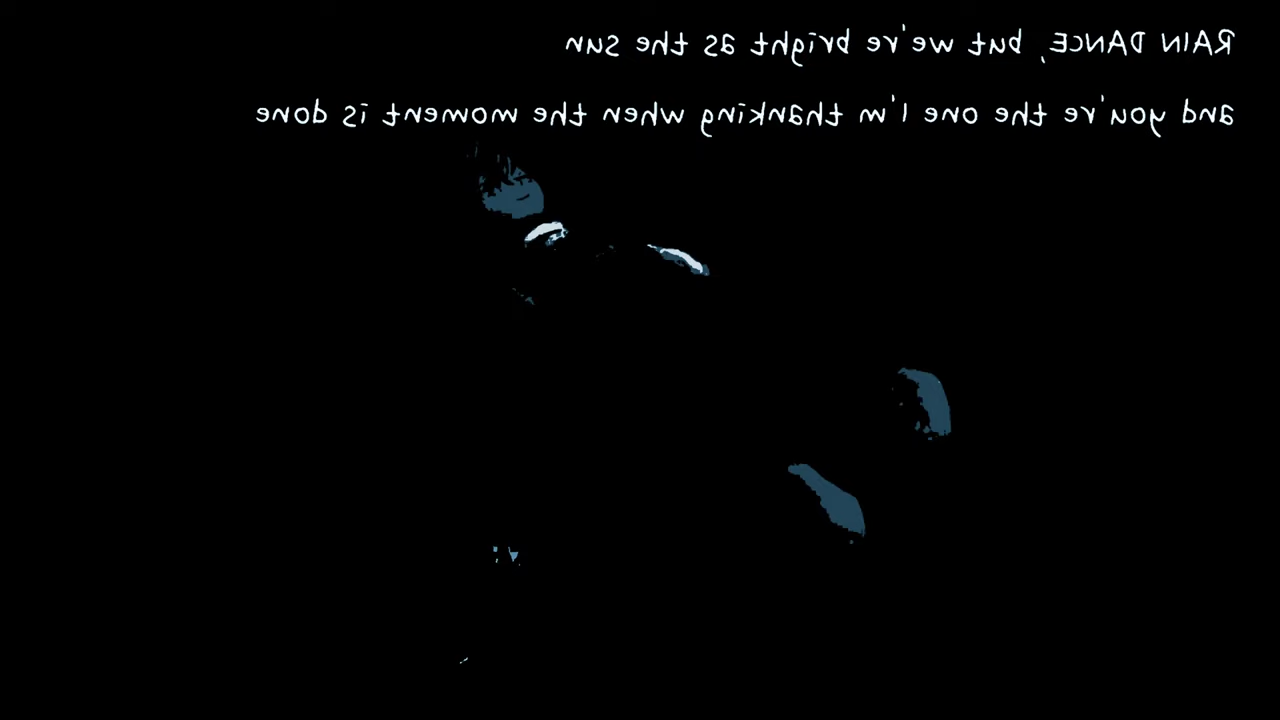 RAIN DANCE, but we're bright as the sun
and you're the one I'm thanking when the moment is done